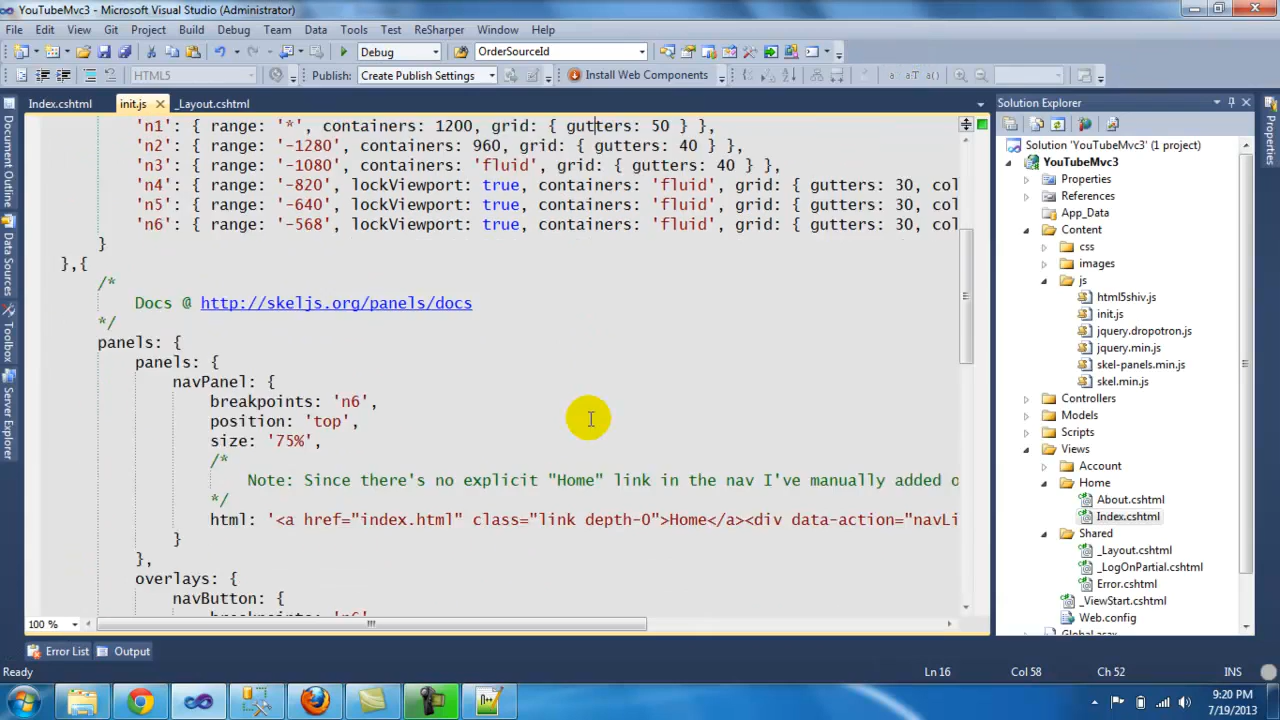 YouTubeMvc3 - Microsoft Visual Studio (Administrator)
File Edit View Git Project Build Debug Team Data Tools Test ReSharper Window Help
Debug OrderSourceId
HTML5 Publish: Create Publish Settings Install Web Components
Index.cshtml init.js _Layout.cshtml
Solution Explorer
'n1': { range: '*', containers: 1200, grid: { gutters: 50 } },
'n2': { range: '-1280', containers: 960, grid: { gutters: 40 } },
'n3': { range: '-1080', containers: 'fluid', grid: { gutters: 40 } },
'n4': { range: '-820', lockViewport: true, containers: 'fluid', grid: { gutters: 30, col
'n5': { range: '-640', lockViewport: true, containers: 'fluid', grid: { gutters: 30, col
'n6': { range: '-568', lockViewport: true, containers: 'fluid', grid: { gutters: 30, col
}
},{
/*
Docs @ http://skeljs.org/panels/docs
*/
panels: {
panels: {
navPanel: {
breakpoints: 'n6',
position: 'top',
size: '75%',
/*
Note: Since there's no explicit "Home" link in the nav I've manually added o
*/
html: '<a href="index.html" class="link depth-0">Home</a><div data-action="navLi
}
},
overlays: {
navButton: {
breakpoints: 'n6'
100 %
Document Outline
Data Sources
Toolbox
Server Explorer
Solution 'YouTubeMvc3' (1 project)
YouTubeMvc3
Properties
References
App_Data
Content
css
images
js
html5shiv.js
init.js
jquery.dropotron.js
jquery.min.js
skel-panels.min.js
skel.min.js
Controllers
Models
Scripts
Views
Account
Home
About.cshtml
Index.cshtml
Shared
_Layout.cshtml
_LogOnPartial.cshtml
Error.cshtml
_ViewStart.cshtml
Web.config
Global.asax
Error List Output
Ready Ln 16 Col 58 Ch 52 INS
9:20 PM
7/19/2013